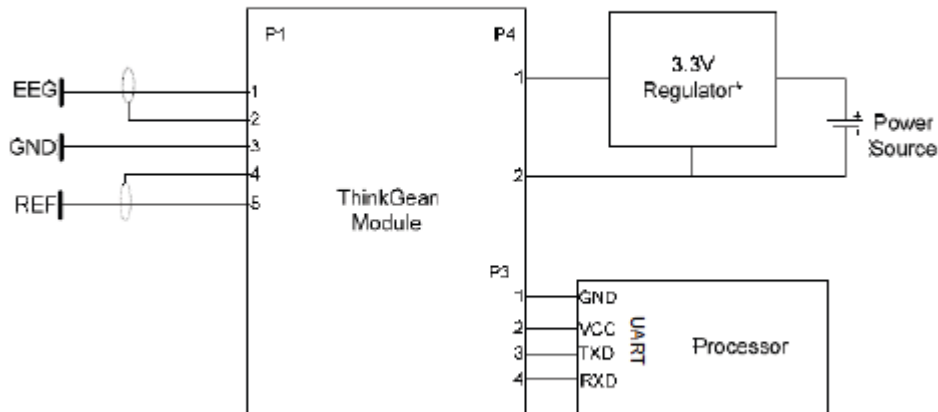 P1
P4
EEG
GND
REF
1
2
3
4
5
ThinkGean
Module
1
2
3.3V
Regulator*
+
-
Power
Source
P3
1
2
3
4
GND
VCC
TXD
RXD
UART
Processor